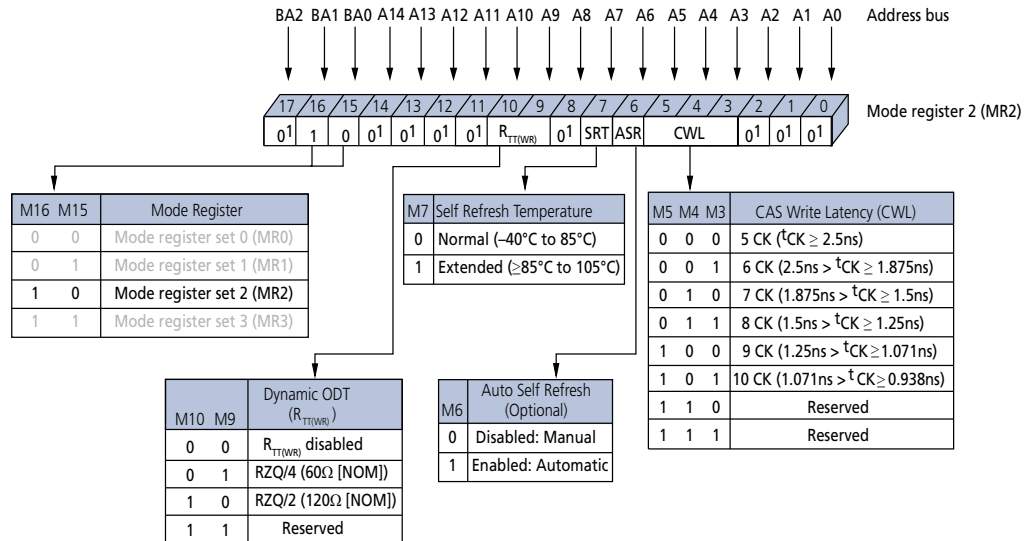 BA2 BA1 BA0 A14 A13 A12 A11 A10 A9 A8 A7 A6 A5 A4 A3 A2 A1 A0 Address bus
17 16 15 14 13 12 11 10 9 8 7 6 5 4 3 2 1 0
Mode register 2 (MR2)
0¹ 1 0 0¹ 0¹ 0¹ 0¹ RTT(WR) 0¹ SRT ASR CWL 0¹ 0¹ 0¹
M16 M15 Mode Register
0 0 Mode register set 0 (MR0)
0 1 Mode register set 1 (MR1)
1 0 Mode register set 2 (MR2)
1 1 Mode register set 3 (MR3)
M7 Self Refresh Temperature
0 Normal (–40°C to 85°C)
1 Extended (≥85°C to 105°C)
M5 M4 M3 CAS Write Latency (CWL)
0 0 0 5 CK (tCK ≥ 2.5ns)
0 0 1 6 CK (2.5ns > tCK ≥ 1.875ns)
0 1 0 7 CK (1.875ns > tCK ≥ 1.5ns)
0 1 1 8 CK (1.5ns > tCK ≥ 1.25ns)
1 0 0 9 CK (1.25ns > tCK ≥ 1.071ns)
1 0 1 10 CK (1.071ns > tCK ≥ 0.938ns)
1 1 0 Reserved
1 1 1 Reserved
M10 M9 Dynamic ODT
(RTT(WR))
0 0 RTT(WR) disabled
0 1 RZQ/4 (60Ω [NOM])
1 0 RZQ/2 (120Ω [NOM])
1 1 Reserved
M6 Auto Self Refresh
(Optional)
0 Disabled: Manual
1 Enabled: Automatic